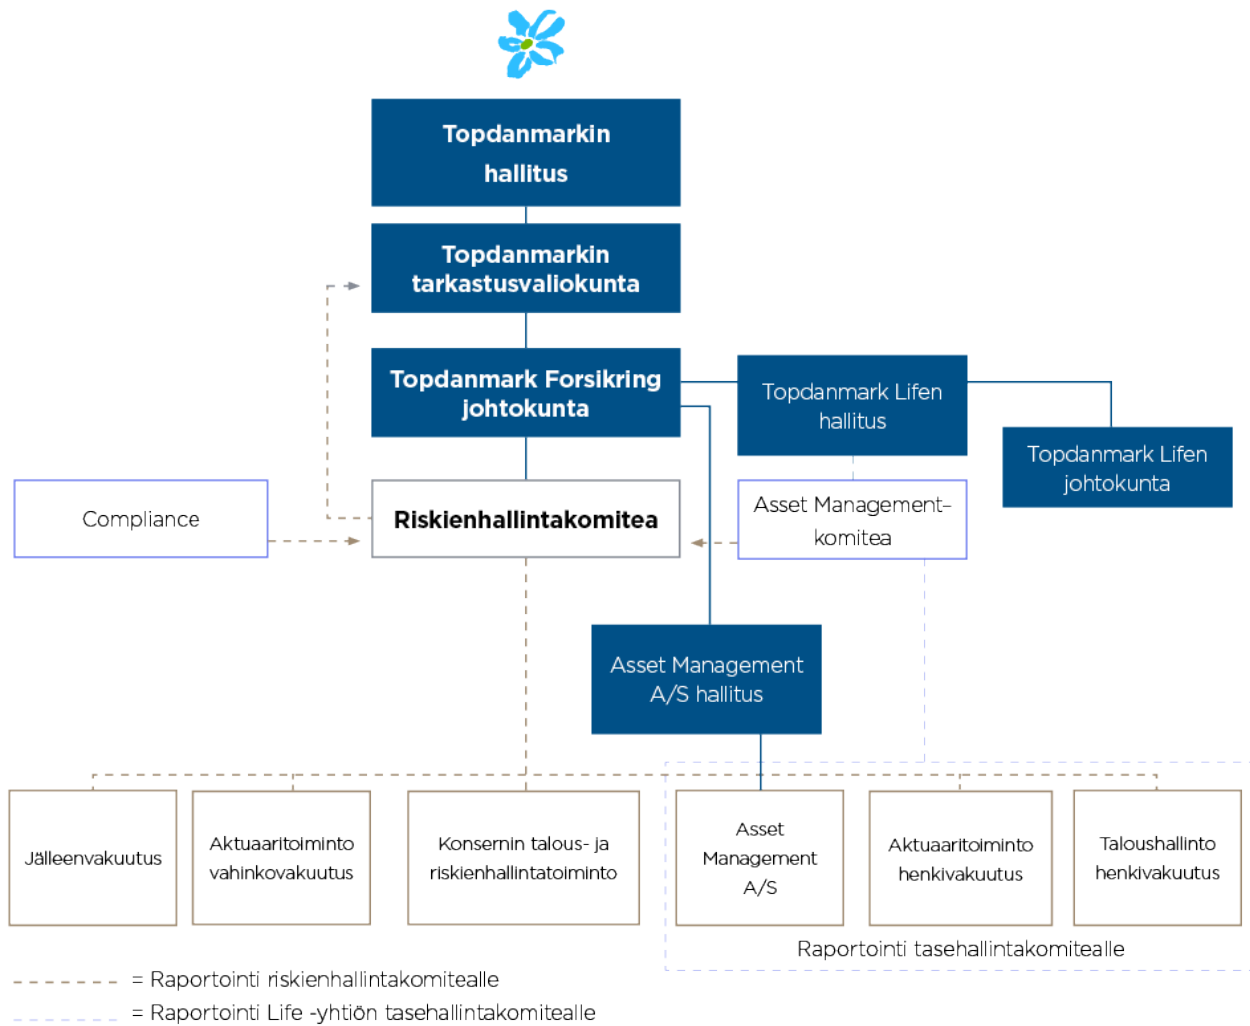 Topdanmarkin
hallitus
Topdanmarkin
tarkastusvaliokunta
Topdanmark Forsikring
johtokunta
Topdanmark Lifen
hallitus
Topdanmark Lifen
johtokunta
Compliance
Riskienhallintakomitea
Asset Management–
komitea
Asset Management
A/S hallitus
Jälleenvakuutus
Aktuaaritoiminto
vahinkovakuutus
Konsernin talous- ja
riskienhallintatoiminto
Asset
Management
A/S
Aktuaaritoiminto
henkivakuutus
Taloushallinto
henkivakuutus
Raportointi tasehallintakomitealle
= Raportointi riskienhallintakomitealle
= Raportointi Life -yhtiön tasehallintakomitealle